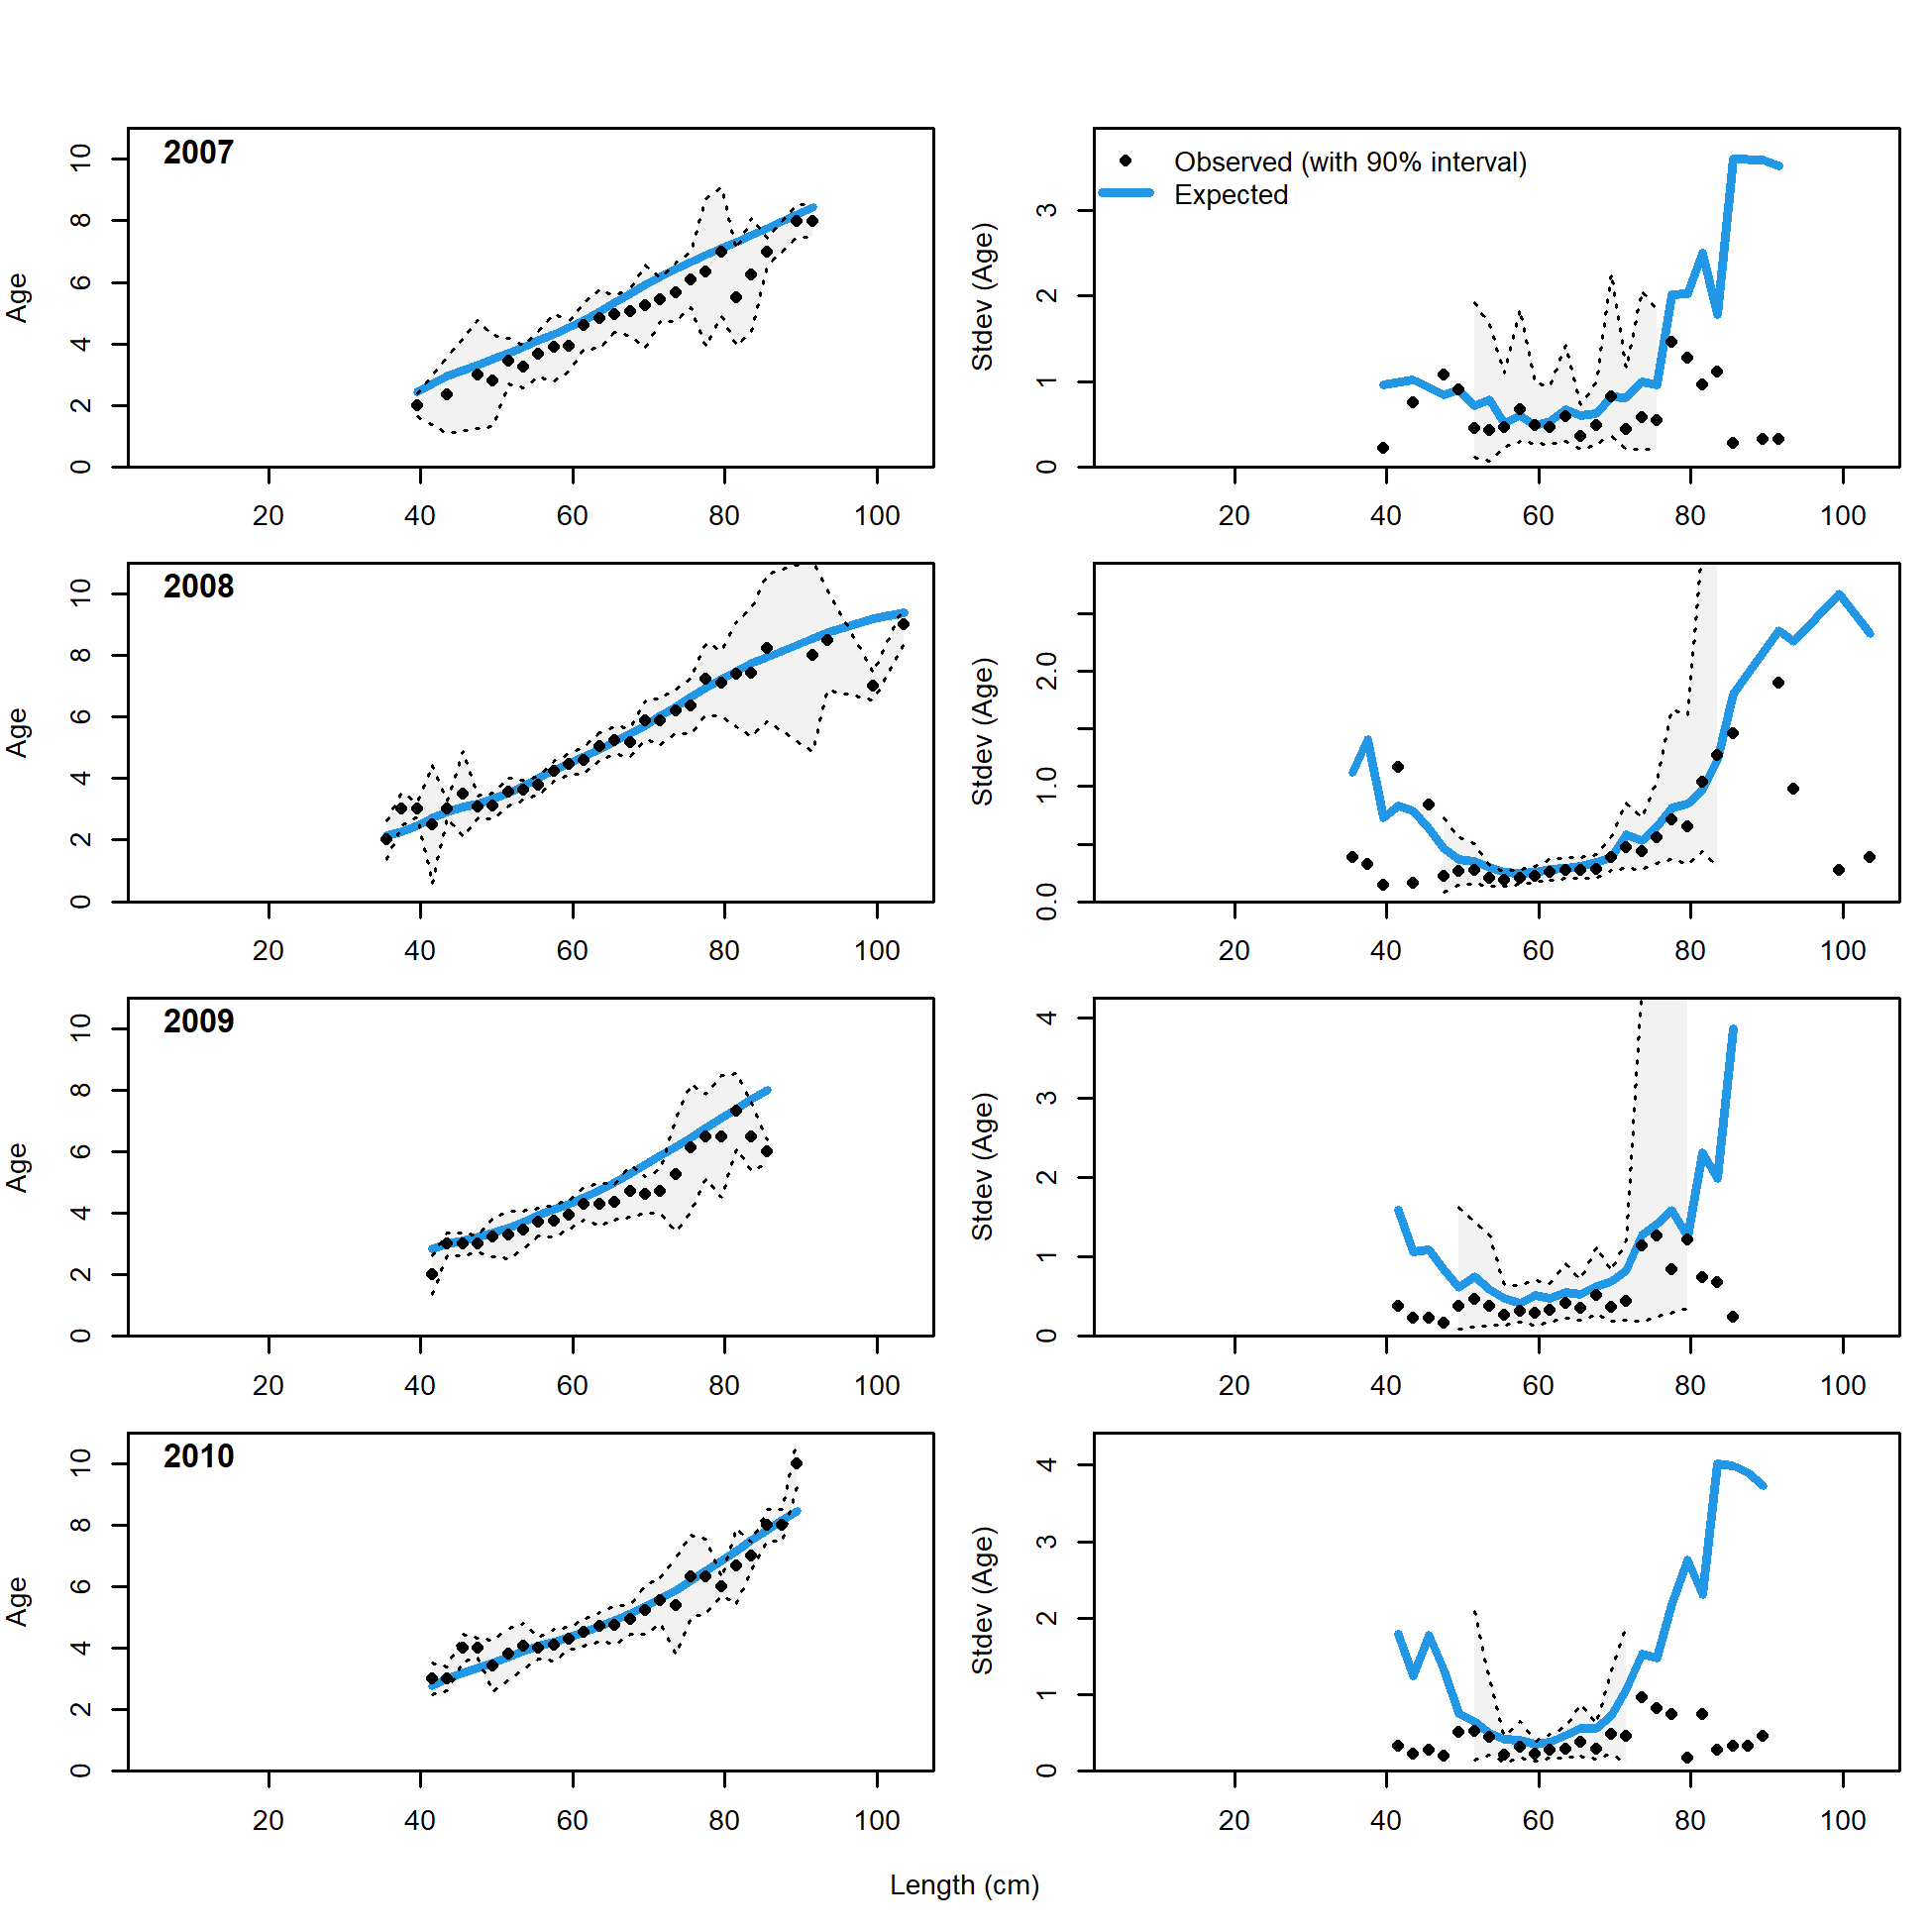 2007
Age
0 2 4 6 8 10
20 40 60 80 100
Observed (with 90% interval)
Expected
Stdev (Age)
0 1 2 3
20 40 60 80 100
2008
Age
0 2 4 6 8 10
20 40 60 80 100
Stdev (Age)
0.0 1.0 2.0
20 40 60 80 100
2009
Age
0 2 4 6 8 10
20 40 60 80 100
Stdev (Age)
0 1 2 3 4
20 40 60 80 100
2010
Age
0 2 4 6 8 10
20 40 60 80 100
Stdev (Age)
0 1 2 3 4
20 40 60 80 100
Length (cm)